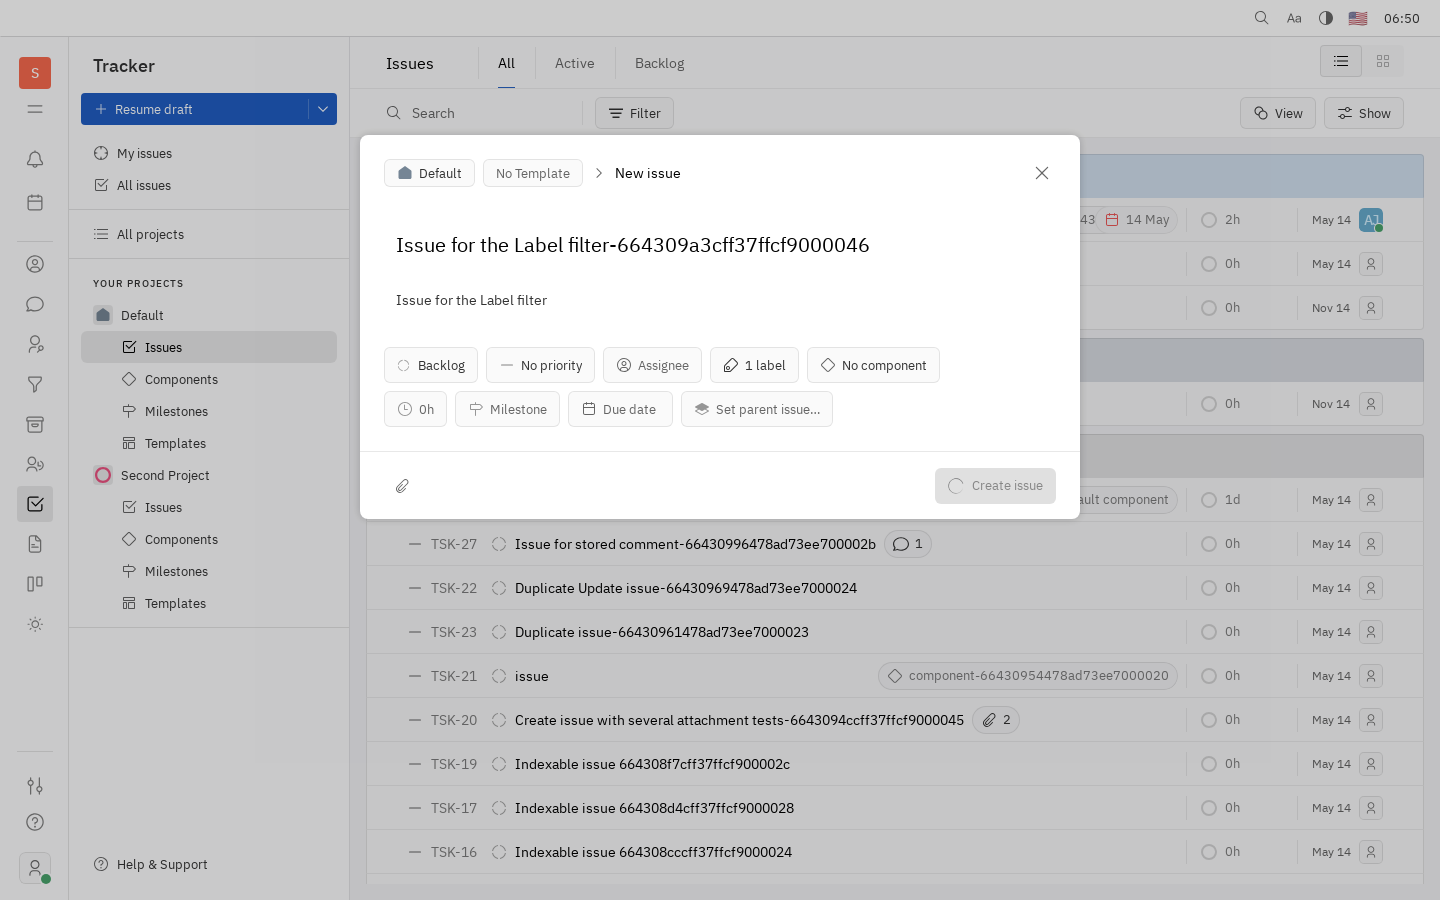 Aa
06:50
S
Tracker
Resume draft
My issues
All issues
All projects
YOUR PROJECTS
Default
Issues
Components
Milestones
Templates
Second Project
Issues
Components
Milestones
Templates
Help & Support
Issues
All
Active
Backlog
Search
Filter
View
Show
Default
No Template
New issue
Issue for the Label filter-664309a3cff37ffcf9000046
Issue for the Label filter
Backlog
No priority
Assignee
1 label
No component
0h
Milestone
Due date
Set parent issue...
Create issue
43 14 May 2h May 14 AJ
0h May 14
0h Nov 14
0h Nov 14
ault component 1d May 14
TSK-27 Issue for stored comment-66430996478ad73ee700002b 1 0h May 14
TSK-22 Duplicate Update issue-66430969478ad73ee7000024 0h May 14
TSK-23 Duplicate issue-66430961478ad73ee7000023 0h May 14
TSK-21 issue component-66430954478ad73ee7000020 0h May 14
TSK-20 Create issue with several attachment tests-6643094ccff37ffcf9000045 2 0h May 14
TSK-19 Indexable issue 664308f7cff37ffcf900002c 0h May 14
TSK-17 Indexable issue 664308d4cff37ffcf9000028 0h May 14
TSK-16 Indexable issue 664308cccff37ffcf9000024 0h May 14